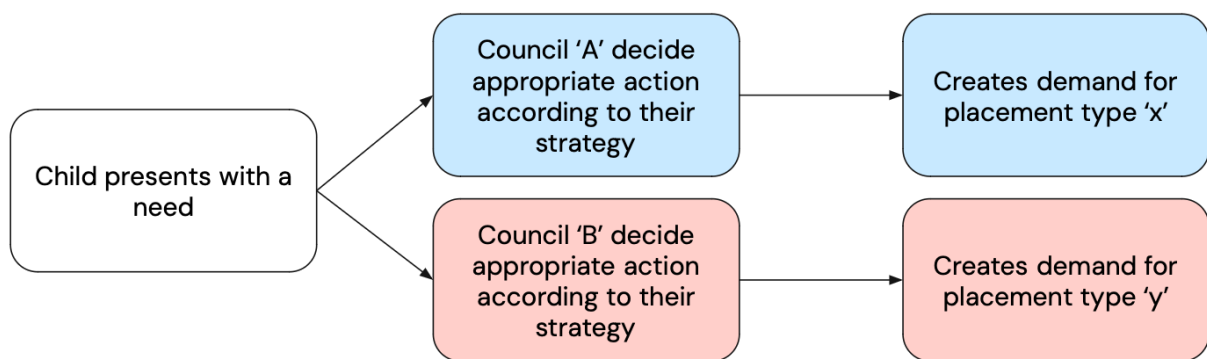 Child presents with a
need
Council ‘A’ decide
appropriate action
according to their
strategy
Creates demand for
placement type ‘x’
Council ‘B’ decide
appropriate action
according to their
strategy
Creates demand for
placement type ‘y’